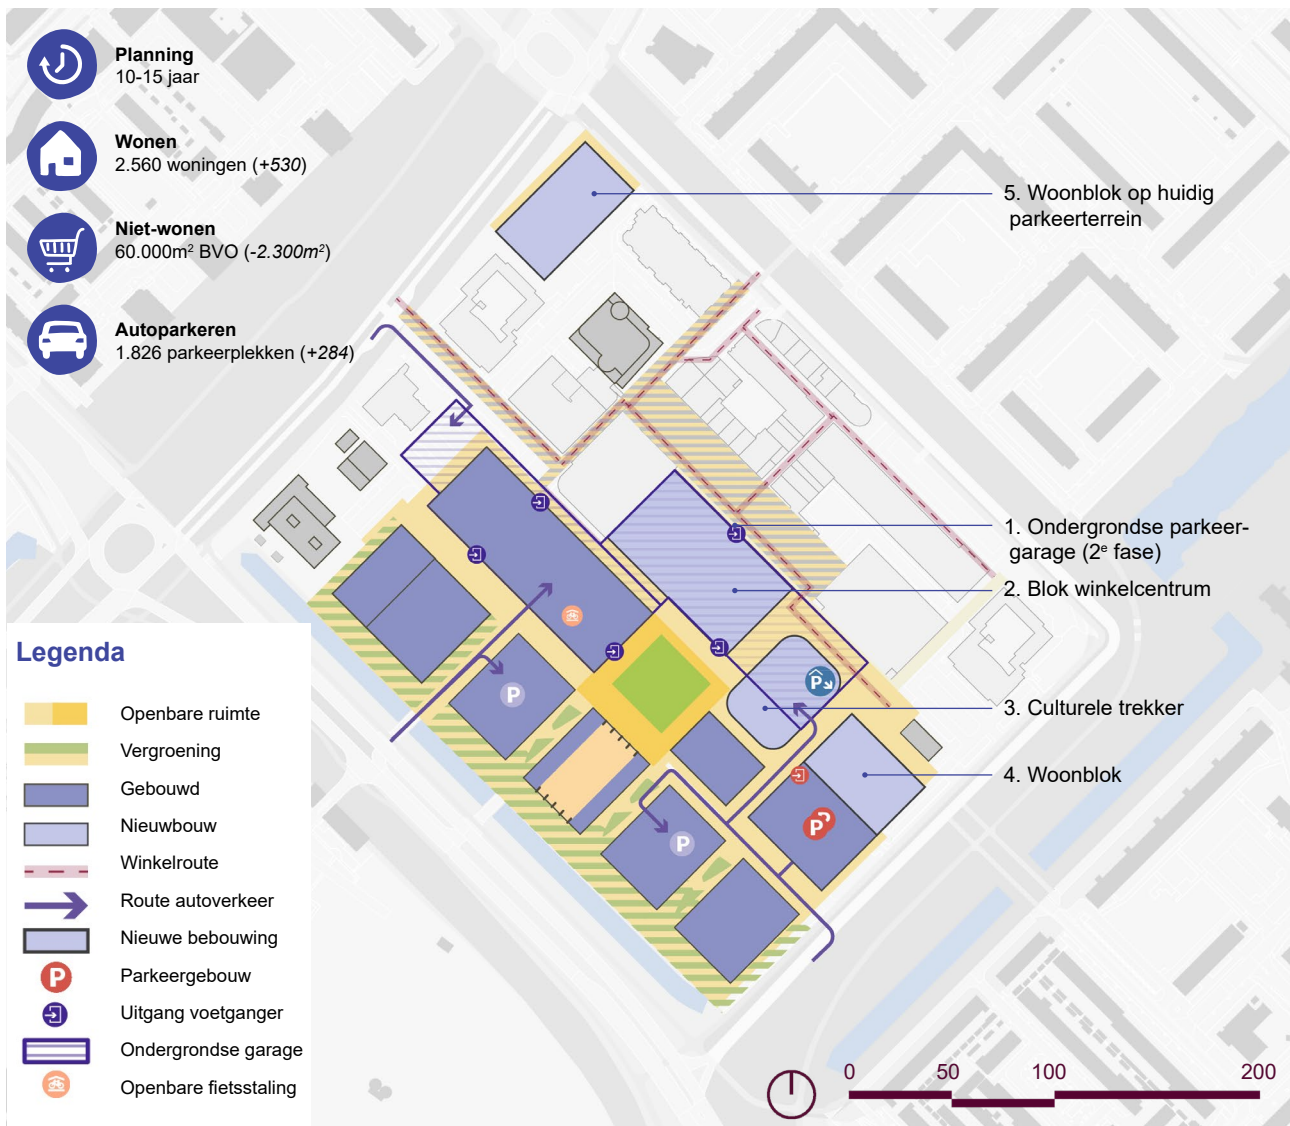 Planning
10-15 jaar
Wonen
2.560 woningen (+530)
Niet-wonen
60.000m² BVO (-2.300m²)
Autoparkeren
1.826 parkeerplekken (+284)
5. Woonblok op huidig
parkeerterrein
1. Ondergrondse parkeer-
garage (2e fase)
2. Blok winkelcentrum
3. Culturele trekker
4. Woonblok
P
P
P
P
Legenda
Openbare ruimte
Vergroening
Gebouwd
Nieuwbouw
Winkelroute
Route autoverkeer
Nieuwe bebouwing
P Parkeergebouw
Uitgang voetganger
Ondergrondse garage
Openbare fietsstaling
0 50 100 200